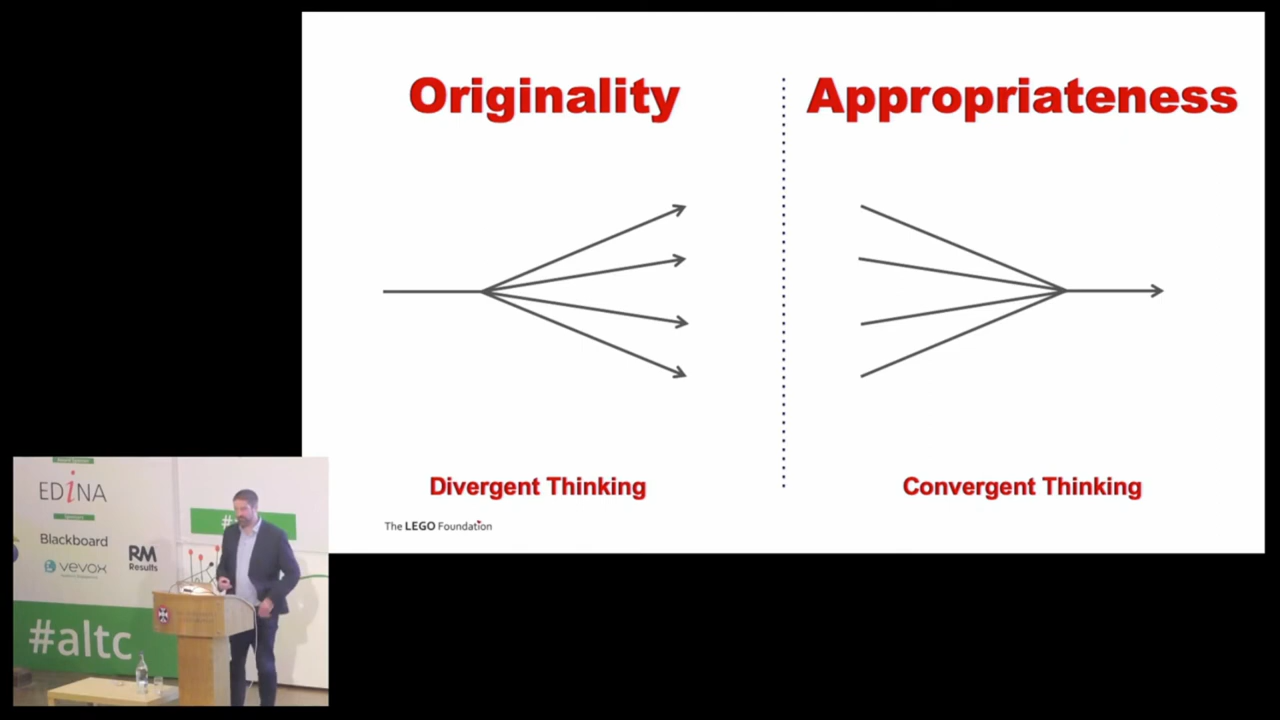 Originality
Appropriateness
Divergent Thinking
Convergent Thinking
The LEGO Foundation
EDiNA
Blackboard
vevox
RM
Results
#altc